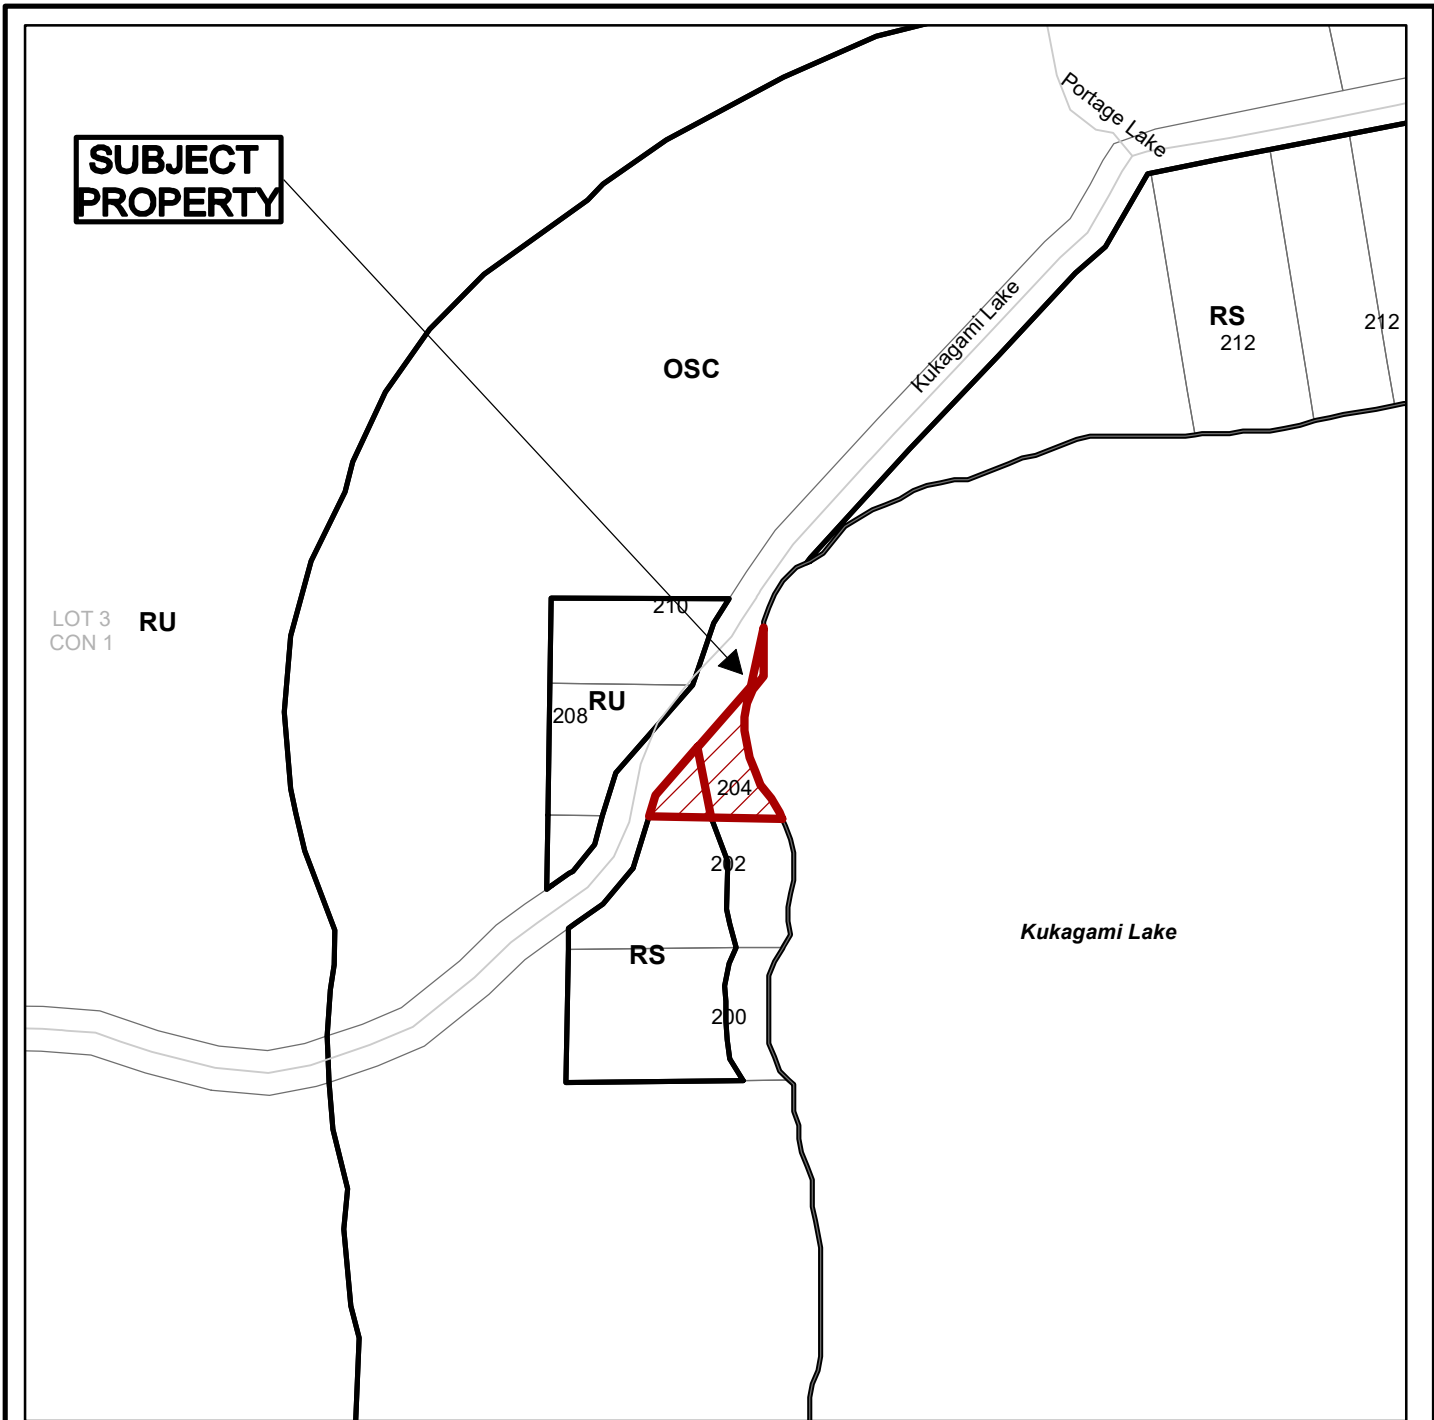 Portage Lake
SUBJECT
PROPERTY
Kukagami Lake
RS
212
212
OSC
LOT 3
CON 1
RU
210
RU
208
204
202
Kukagami Lake
RS
200